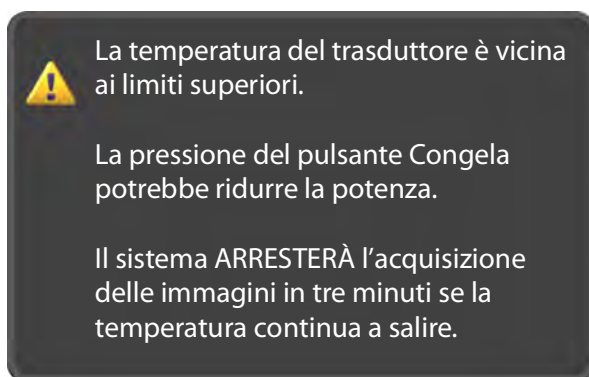 La temperatura del trasduttore è vicina
ai limiti superiori.
La pressione del pulsante Congela
potrebbe ridurre la potenza.
Il sistema ARRESTERÀ l'acquisizione
delle immagini in tre minuti se la
temperatura continua a salire.